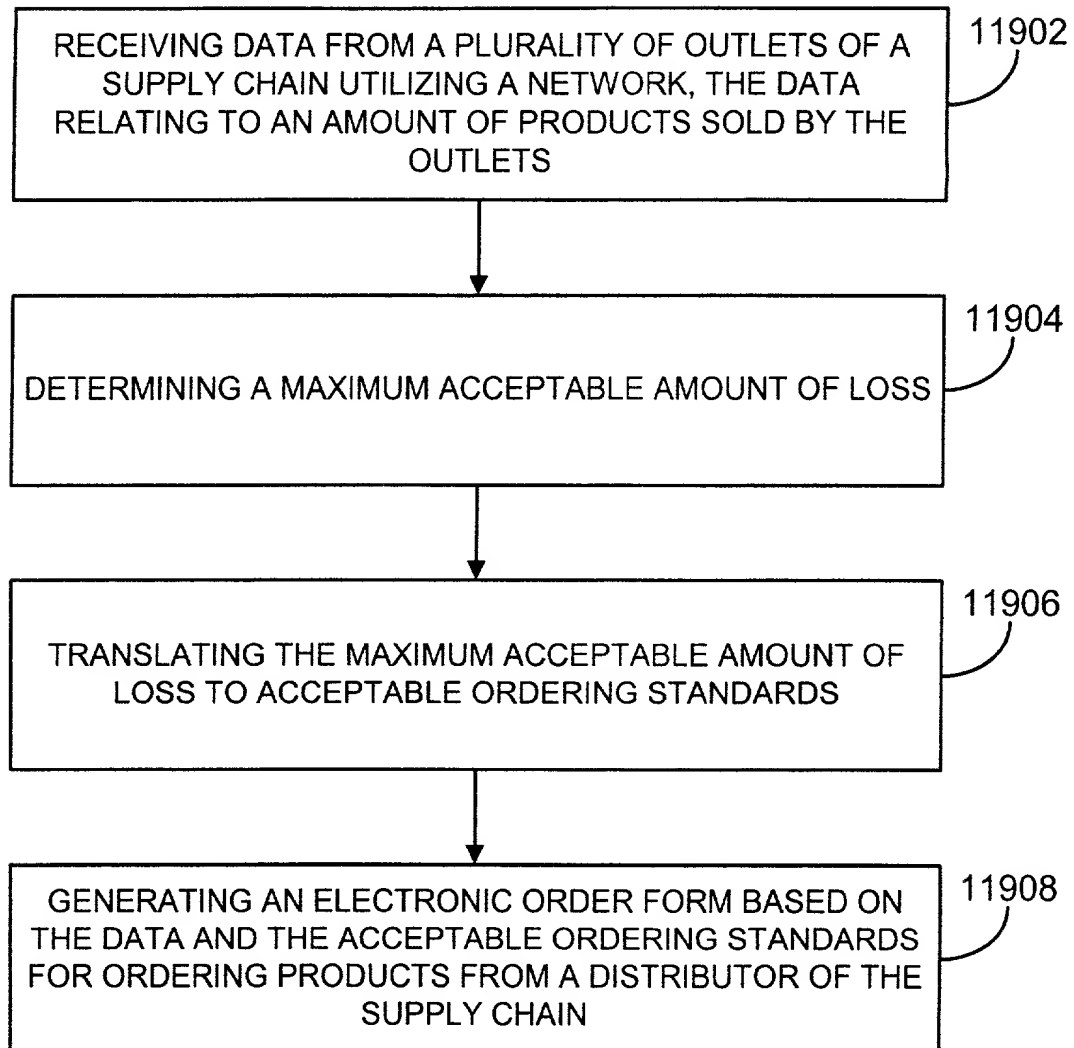 RECEIVING DATA FROM A PLURALITY OF OUTLETS OF A
SUPPLY CHAIN UTILIZING A NETWORK, THE DATA
RELATING TO AN AMOUNT OF PRODUCTS SOLD BY THE
OUTLETS
11902
DETERMINING A MAXIMUM ACCEPTABLE AMOUNT OF LOSS
11904
TRANSLATING THE MAXIMUM ACCEPTABLE AMOUNT OF
LOSS TO ACCEPTABLE ORDERING STANDARDS
11906
GENERATING AN ELECTRONIC ORDER FORM BASED ON
THE DATA AND THE ACCEPTABLE ORDERING STANDARDS
FOR ORDERING PRODUCTS FROM A DISTRIBUTOR OF THE
SUPPLY CHAIN
11908